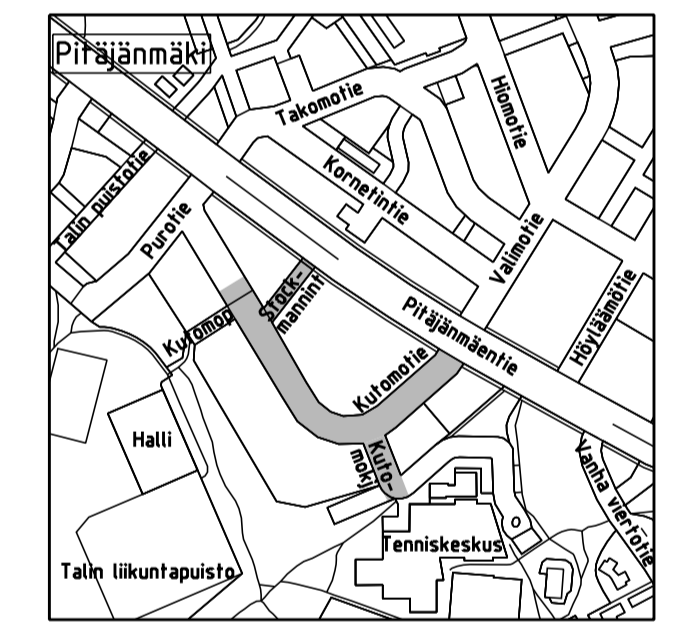 Pitäjänmäki
Takomotie
Hiomotie
Kornetintie
Talin puistotie
Purotie
Valimotie
Stock-
mannint
Kutomop
Pitäjänmäentie
Höyläämötie
Kutomotie
Halli
Kuto-
mokj
Vanha viertotie
Tenniskeskus
Talin liikuntapuisto